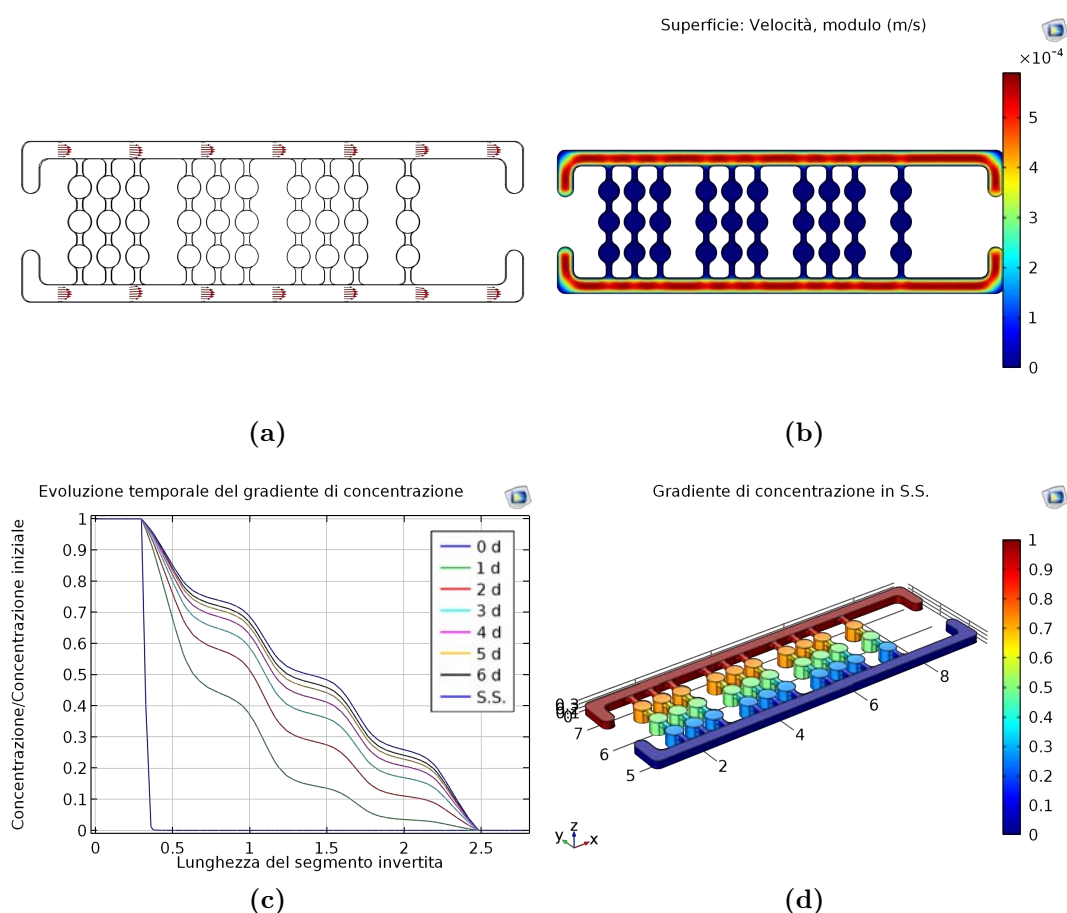 Superficie: Velocità, modulo (m/s)
×10⁻⁴
5
4
3
2
1
0
(a)
(b)
Evoluzione temporale del gradiente di concentrazione
Concentrazione/Concentrazione iniziale
1
0.9
0.8
0.7
0.6
0.5
0.4
0.3
0.2
0.1
0
0 d
1 d
2 d
3 d
4 d
5 d
6 d
S.S.
0 0.5 1 1.5 2 2.5
Lunghezza del segmento invertita
(c)
Gradiente di concentrazione in S.S.
1
0.9
0.8
0.7
0.6
0.5
0.4
0.3
0.2
0.1
0
7
6
5
2
4
6
8
y z x
(d)